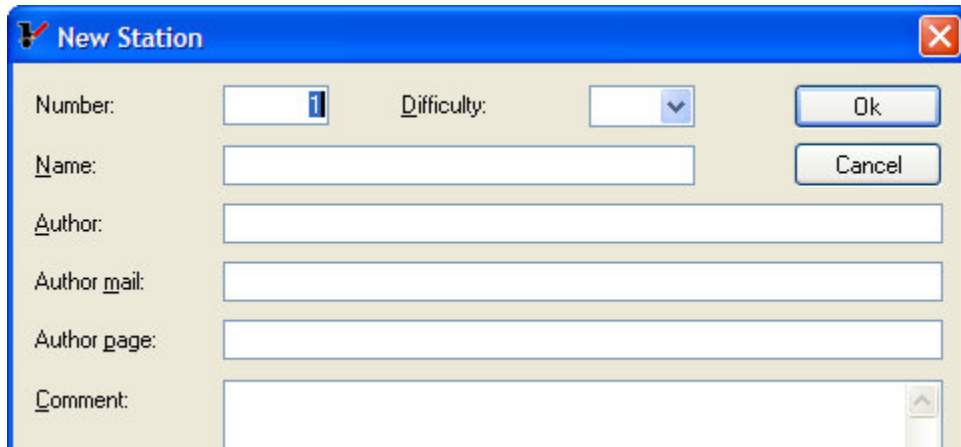 New Station
Number: 1 Difficulty: Ok
Name: Cancel
Author:
Author mail:
Author page:
Comment: